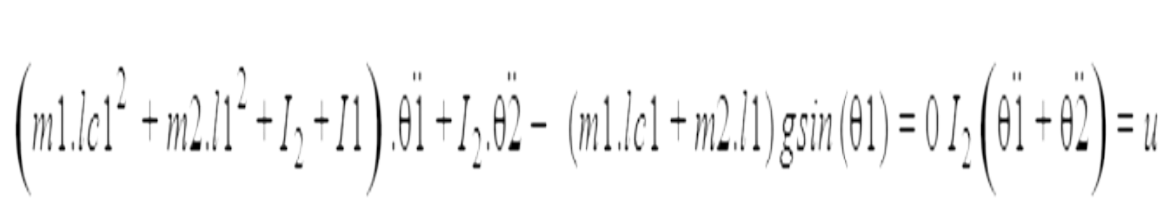 (m1.lc1² + m2.l1² + I₂ + I1).θ̈1 + I₂.θ̈2 – (m1.lc1 + m2.l1)gsin(θ1) = 0 I₂(θ̈1 + θ̈2) = u